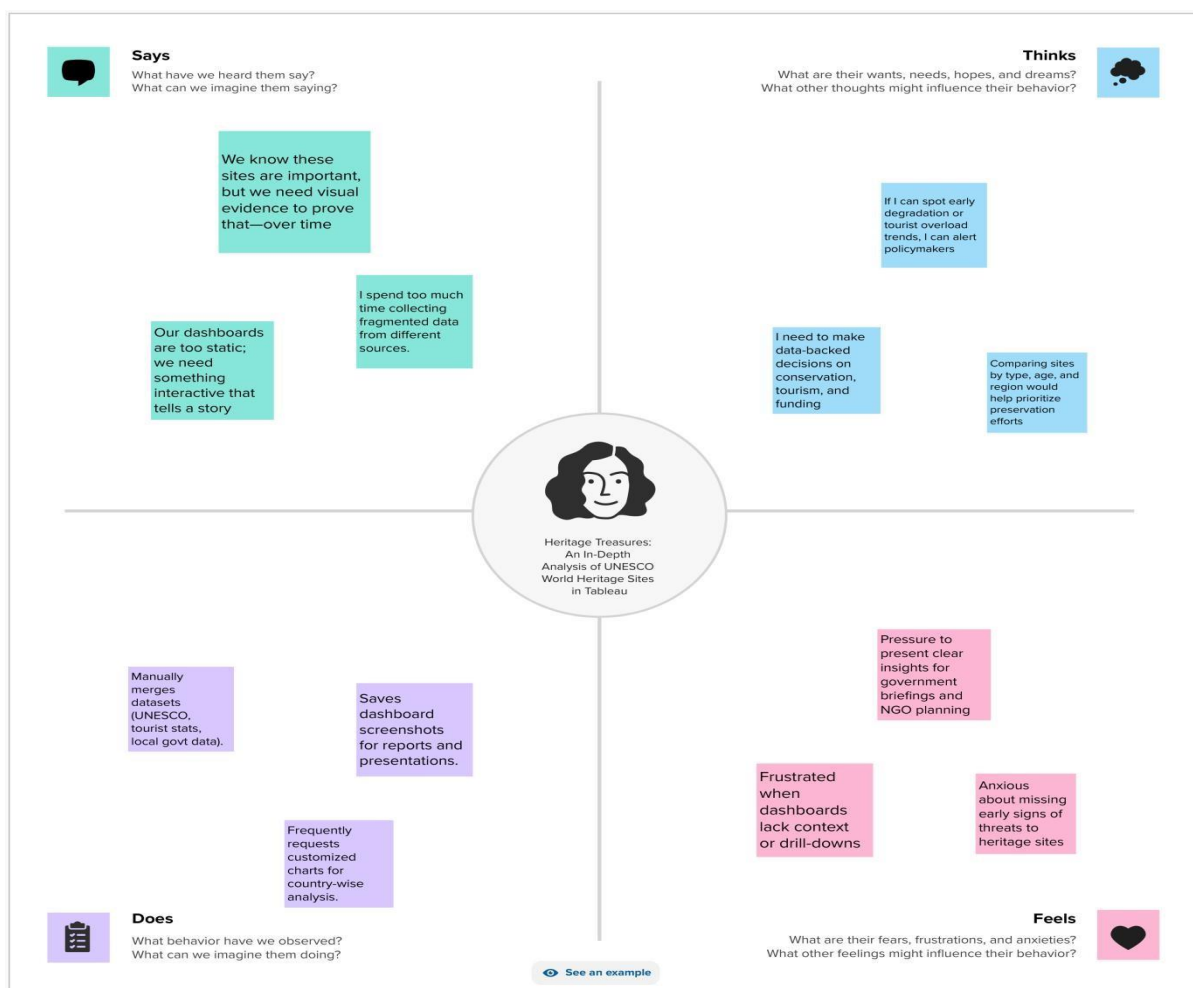 Says
What have we heard them say?
What can we imagine them saying?
We know these
sites are important,
but we need visual
evidence to prove
that—over time
I spend too much
time collecting
fragmented data
from different
sources.
Our dashboards
are too static;
we need
something
interactive that
tells a story
Thinks
What are their wants, needs, hopes, and dreams?
What other thoughts might influence their behavior?
If I can spot early
degradation or
tourist overload
trends, I can alert
policymakers
I need to make
data-backed
decisions on
conservation,
tourism, and
funding
Comparing sites
by type, age, and
region would
help prioritize
preservation
efforts
Heritage Treasures:
An In-Depth
Analysis of UNESCO
World Heritage Sites
in Tableau
Manually
merges
datasets
(UNESCO,
tourist stats,
local govt data).
Saves
dashboard
screenshots
for reports and
presentations.
Frequently
requests
customized
charts for
country-wise
analysis.
Does
What behavior have we observed?
What can we imagine them doing?
Pressure to
present clear
insights for
government
briefings and
NGO planning
Frustrated
when
dashboards
lack context
or drill-downs
Anxious
about missing
early signs of
threats to
heritage sites
Feels
What are their fears, frustrations, and anxieties?
What other feelings might influence their behavior?
See an example